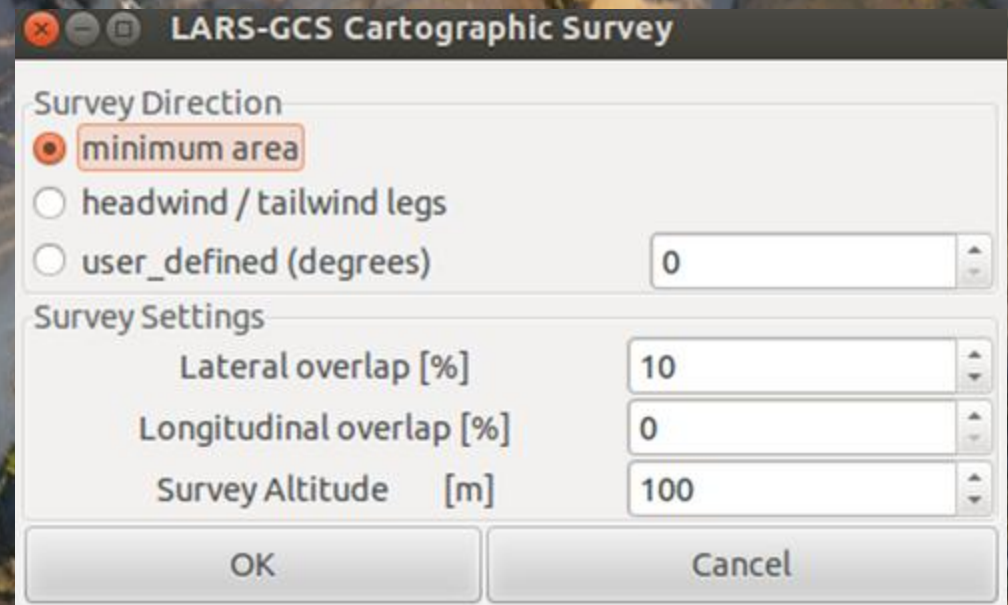 LARS-GCS Cartographic Survey
Survey Direction
minimum area
headwind / tailwind legs
user_defined (degrees) 0
Survey Settings
Lateral overlap [%] 10
Longitudinal overlap [%] 0
Survey Altitude [m] 100
OK Cancel